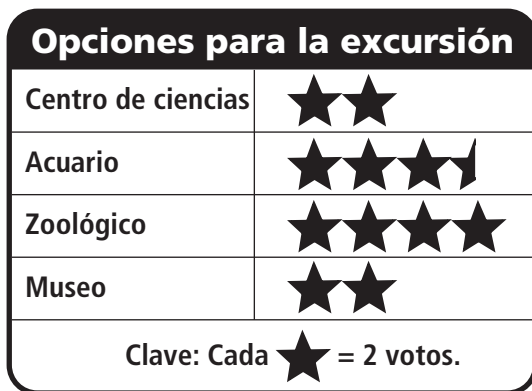 Opciones para la excursión
Centro de ciencias
Acuario
Zoológico
Museo
Clave: Cada = 2 votos.